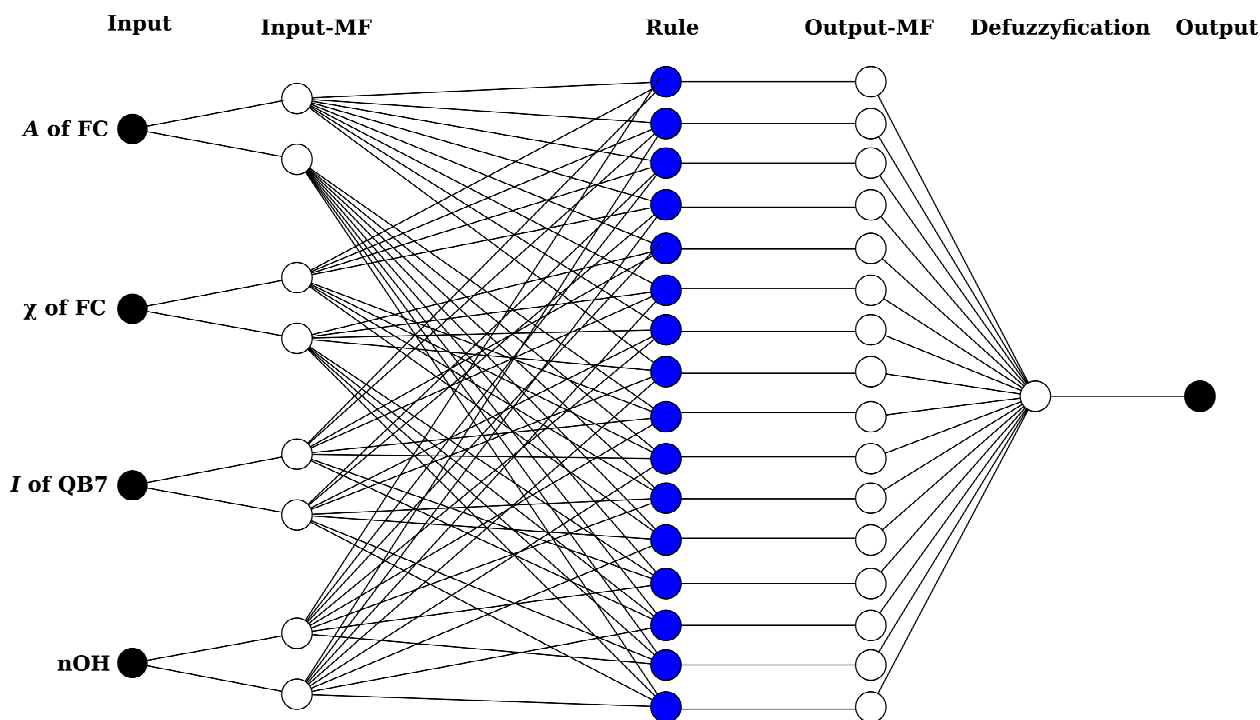 Input
Input-MF
Rule
Output-MF
Defuzzyfication
Output
A of FC
χ of FC
I of QB7
nOH